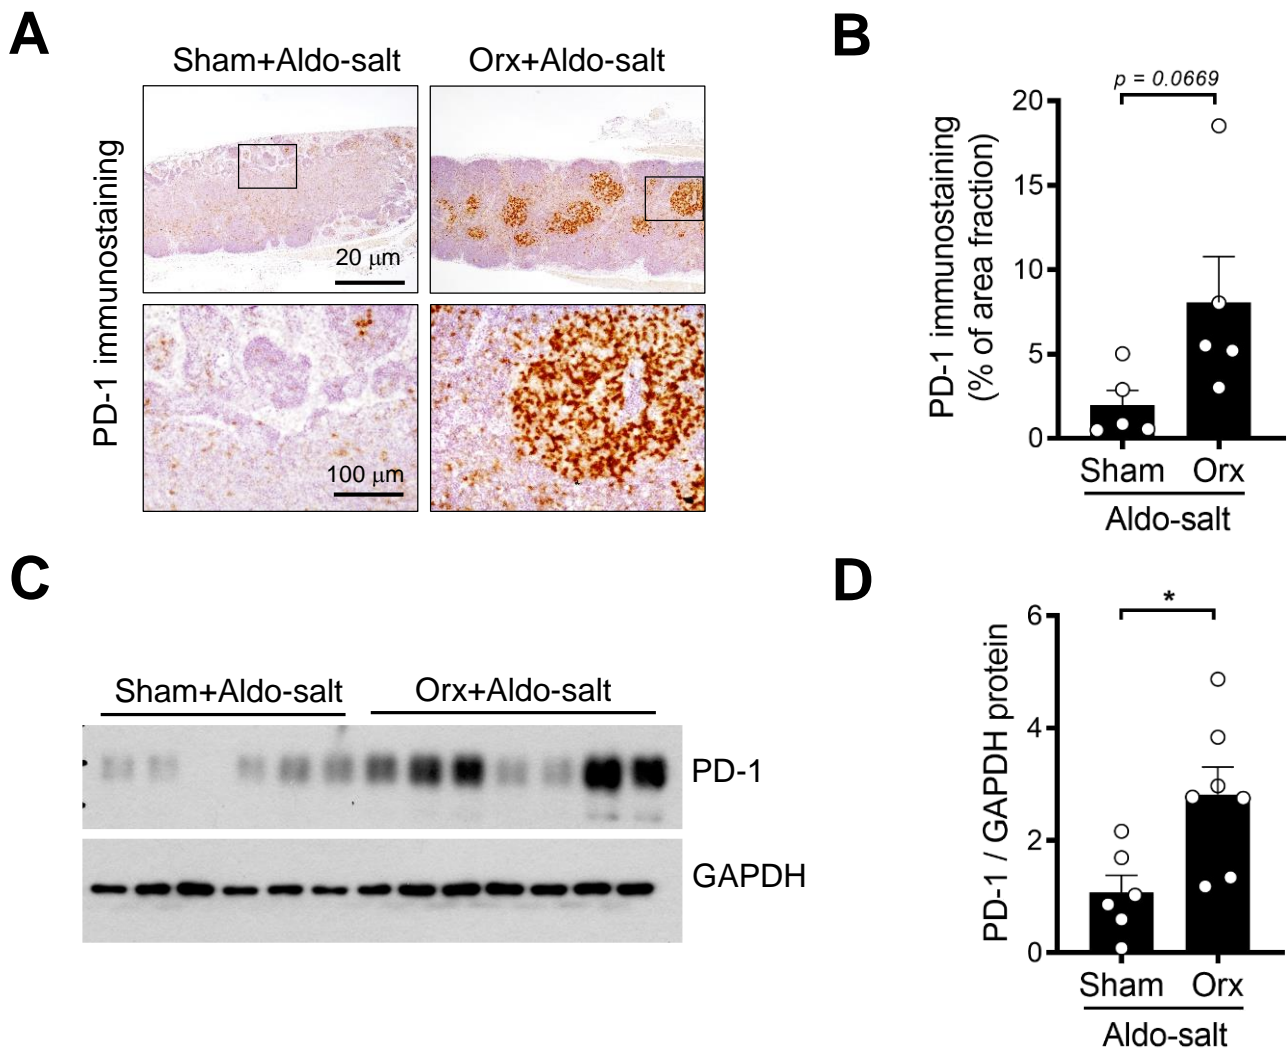 A
Sham+Aldo-salt
Orx+Aldo-salt
PD-1 immunostaining
20 μm
100 μm
B
p = 0.0669
PD-1 immunostaining
(% of area fraction)
20
15
10
5
0
Sham
Orx
Aldo-salt
C
Sham+Aldo-salt
Orx+Aldo-salt
PD-1
GAPDH
D
*
PD-1 / GAPDH protein
6
4
2
0
Sham
Orx
Aldo-salt